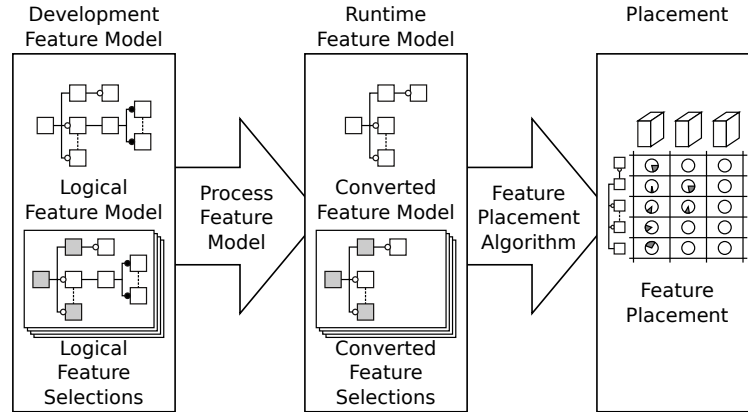 Development
Feature Model
Runtime
Feature Model
Placement
Logical
Feature Model
Process
Feature
Model
Converted
Feature Model
Feature
Placement
Algorithm
Feature
Placement
Logical
Feature
Selections
Converted
Feature
Selections